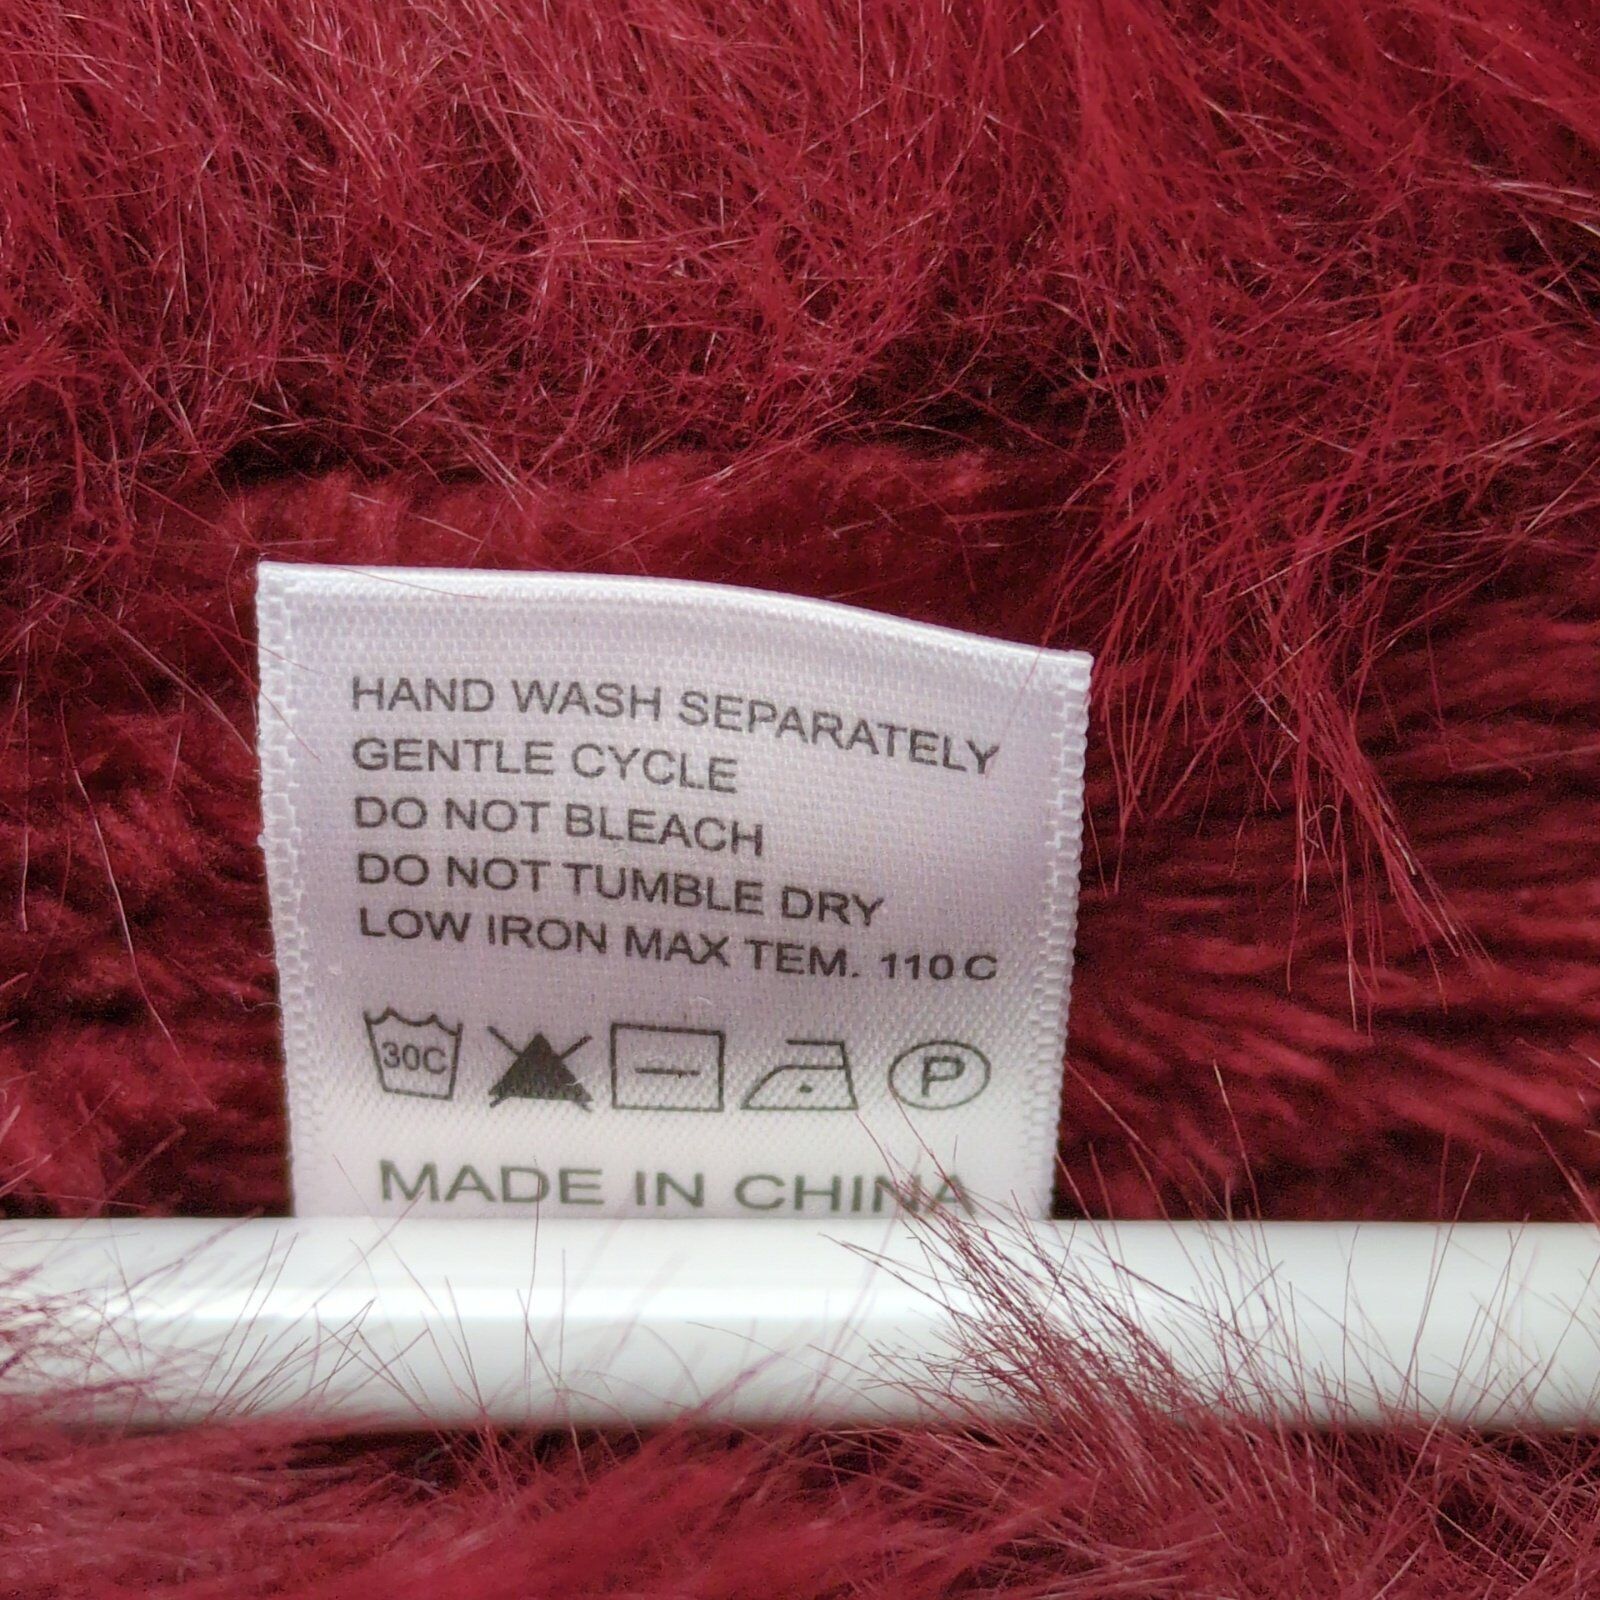 HAND WASH SEPARATELY
GENTLE CYCLE
DO NOT BLEACH
DO NOT TUMBLE DRY
LOW IRON MAX TEM. 110 C
30C P
MADE IN CHINA